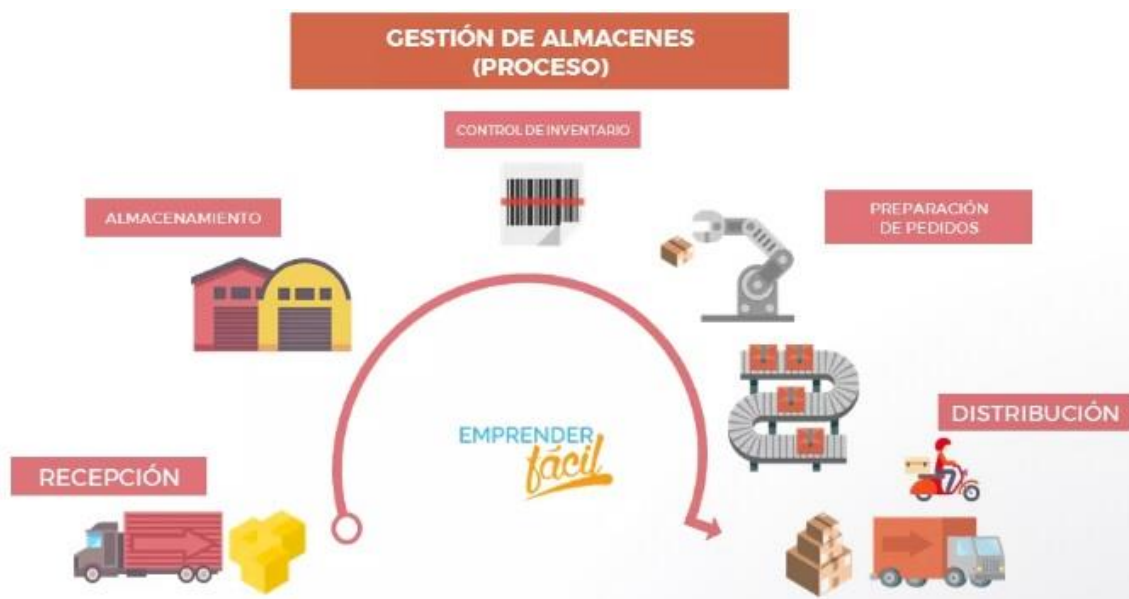 GESTIÓN DE ALMACENES
(PROCESO)
CONTROL DE INVENTARIO
ALMACENAMIENTO
PREPARACIÓN
DE PEDIDOS
DISTRIBUCIÓN
EMPRENDER
fácil
RECEPCIÓN